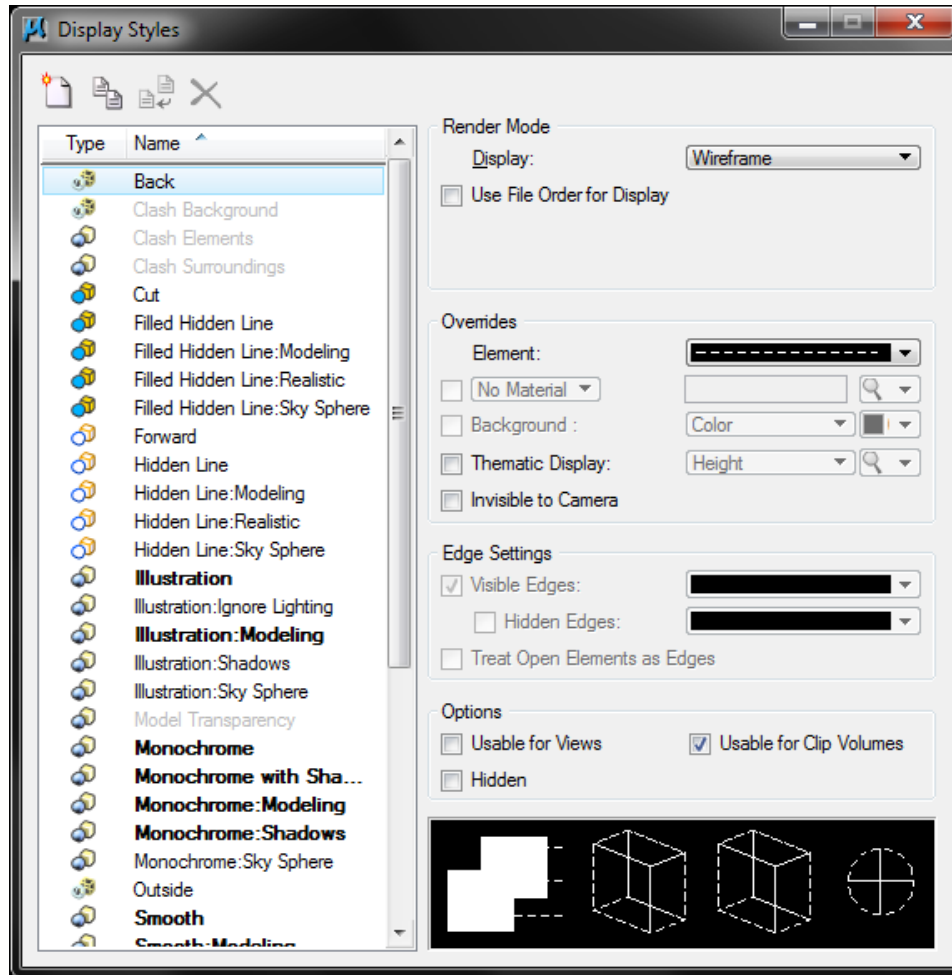 Display Styles
Type Name
Back
Clash Background
Clash Elements
Clash Surroundings
Cut
Filled Hidden Line
Filled Hidden Line:Modeling
Filled Hidden Line:Realistic
Filled Hidden Line:Sky Sphere
Forward
Hidden Line
Hidden Line:Modeling
Hidden Line:Realistic
Hidden Line:Sky Sphere
Illustration
Illustration:Ignore Lighting
Illustration:Modeling
Illustration:Shadows
Illustration:Sky Sphere
Model Transparency
Monochrome
Monochrome with Sha...
Monochrome:Modeling
Monochrome:Shadows
Monochrome:Sky Sphere
Outside
Smooth
Smooth:Modeling
Render Mode
Display: Wireframe
Use File Order for Display
Overrides
Element:
No Material
Background : Color
Thematic Display: Height
Invisible to Camera
Edge Settings
Visible Edges:
Hidden Edges:
Treat Open Elements as Edges
Options
Usable for Views Usable for Clip Volumes
Hidden